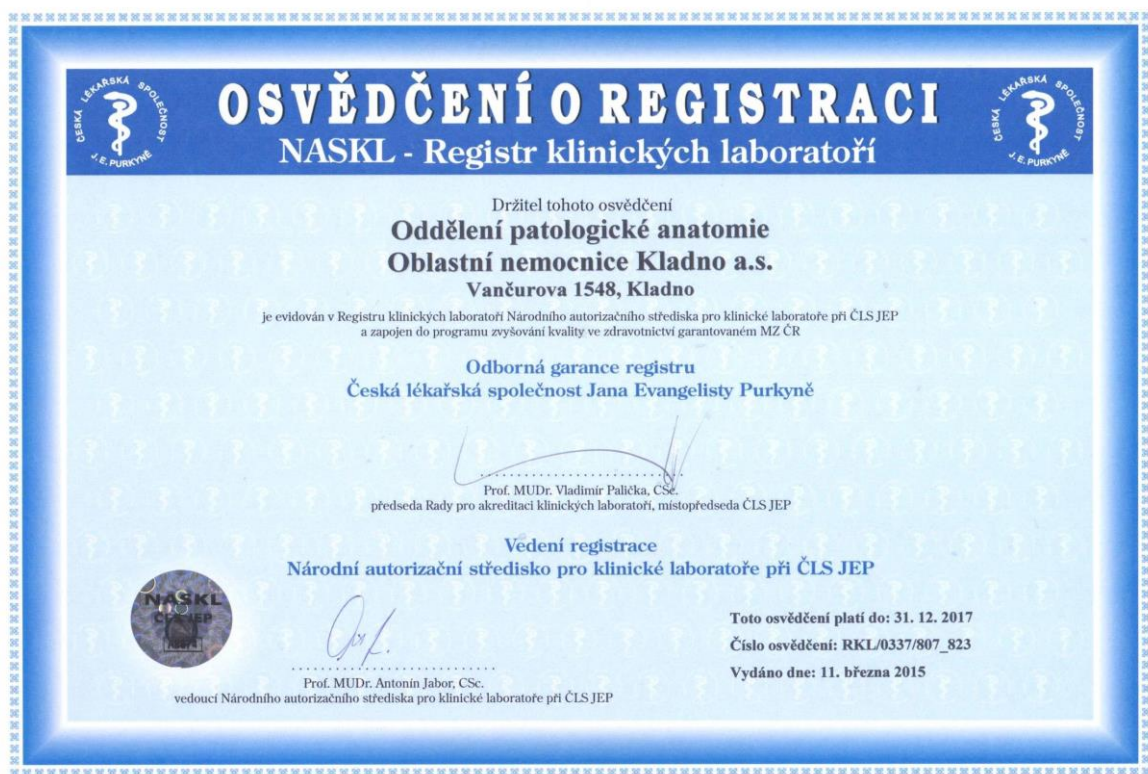 ČESKÁ LÉKAŘSKÁ SPOLEČNOST
J. E. PURKYNĚ
OSVĚDČENÍ O REGISTRACI
NASKL - Registr klinických laboratoří
ČESKÁ LÉKAŘSKÁ SPOLEČNOST
J. E. PURKYNĚ
Držitel tohoto osvědčení
Oddělení patologické anatomie
Oblastní nemocnice Kladno a.s.
Vančurova 1548, Kladno
je evidován v Registru klinických laboratoří Národního autorizačního střediska pro klinické laboratoře při ČLS JEP
a zapojen do programu zvyšování kvality ve zdravotnictví garantovaném MZ ČR
Odborná garance registru
Česká lékařská společnost Jana Evangelisty Purkyně
Prof. MUDr. Vladimír Palička, CSc.
předseda Rady pro akreditaci klinických laboratoří, místopředseda ČLS JEP
Vedení registrace
Národní autorizační středisko pro klinické laboratoře při ČLS JEP
NASKL
ČLS JEP
Toto osvědčení platí do: 31. 12. 2017
Číslo osvědčení: RKL/0337/807_823
Vydáno dne: 11. března 2015
Prof. MUDr. Antonín Jabor, CSc.
vedoucí Národního autorizačního střediska pro klinické laboratoře při ČLS JEP